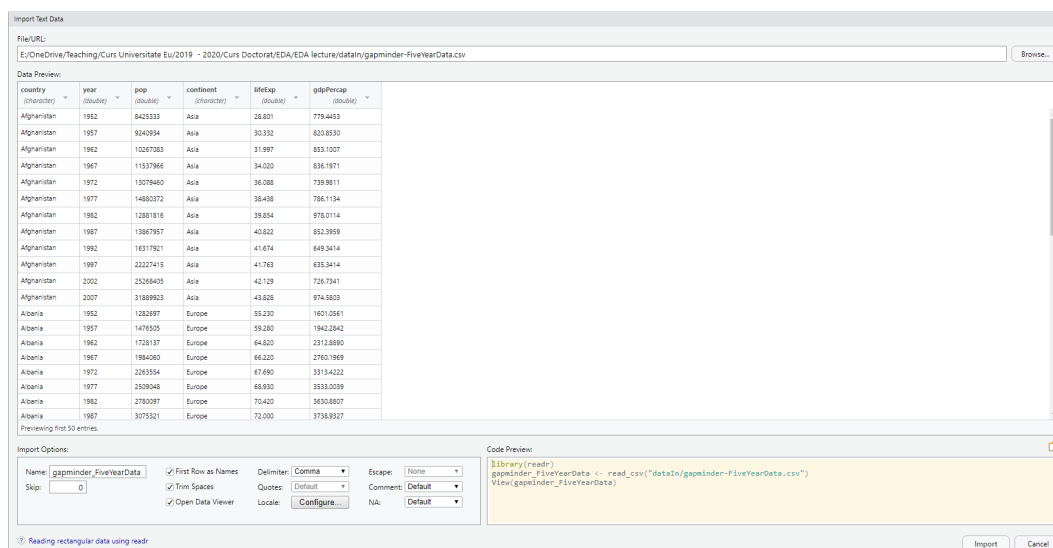 Import Text Data
File/URL:
E:/OneDrive/Teaching/Curs Universitate Eu/2019 - 2020/Curs Doctorat/EDA/EDA lecture/dataIn/gapminder-FiveYearData.csv Browse...
Data Preview:
country year pop continent lifeExp gdpPercap
(character) (double) (double) (character) (double) (double)
Afghanistan 1952 8425333 Asia 28.801 779.4453
Afghanistan 1957 9240934 Asia 30.332 820.8530
Afghanistan 1962 10267083 Asia 31.997 853.1007
Afghanistan 1967 11537966 Asia 34.020 836.1971
Afghanistan 1972 13079460 Asia 36.088 739.9811
Afghanistan 1977 14880372 Asia 38.438 786.1134
Afghanistan 1982 12881816 Asia 39.854 978.0114
Afghanistan 1987 13867957 Asia 40.822 852.3959
Afghanistan 1992 16317921 Asia 41.674 649.3414
Afghanistan 1997 22227415 Asia 41.763 635.3414
Afghanistan 2002 25268405 Asia 42.129 726.7341
Afghanistan 2007 31889923 Asia 43.828 974.5803
Albania 1952 1282697 Europe 55.230 1601.0561
Albania 1957 1476505 Europe 59.280 1942.2842
Albania 1962 1728137 Europe 64.820 2312.8890
Albania 1967 1984060 Europe 66.220 2760.1969
Albania 1972 2263554 Europe 67.690 3313.4222
Albania 1977 2509048 Europe 68.930 3533.0039
Albania 1982 2780097 Europe 70.420 3630.8807
Albania 1987 3075321 Europe 72.000 3738.9327
Previewing first 50 entries.
Import Options: Code Preview:
Name: gapminder_FiveYearData First Row as Names Delimiter: Comma Escape: None
Skip: 0 Trim Spaces Quotes: Default Comment: Default
Open Data Viewer Locale: Configure... NA: Default
library(readr)
gapminder_FiveYearData <- read_csv("dataIn/gapminder-FiveYearData.csv")
View(gapminder_FiveYearData)
? Reading rectangular data using readr Import Cancel